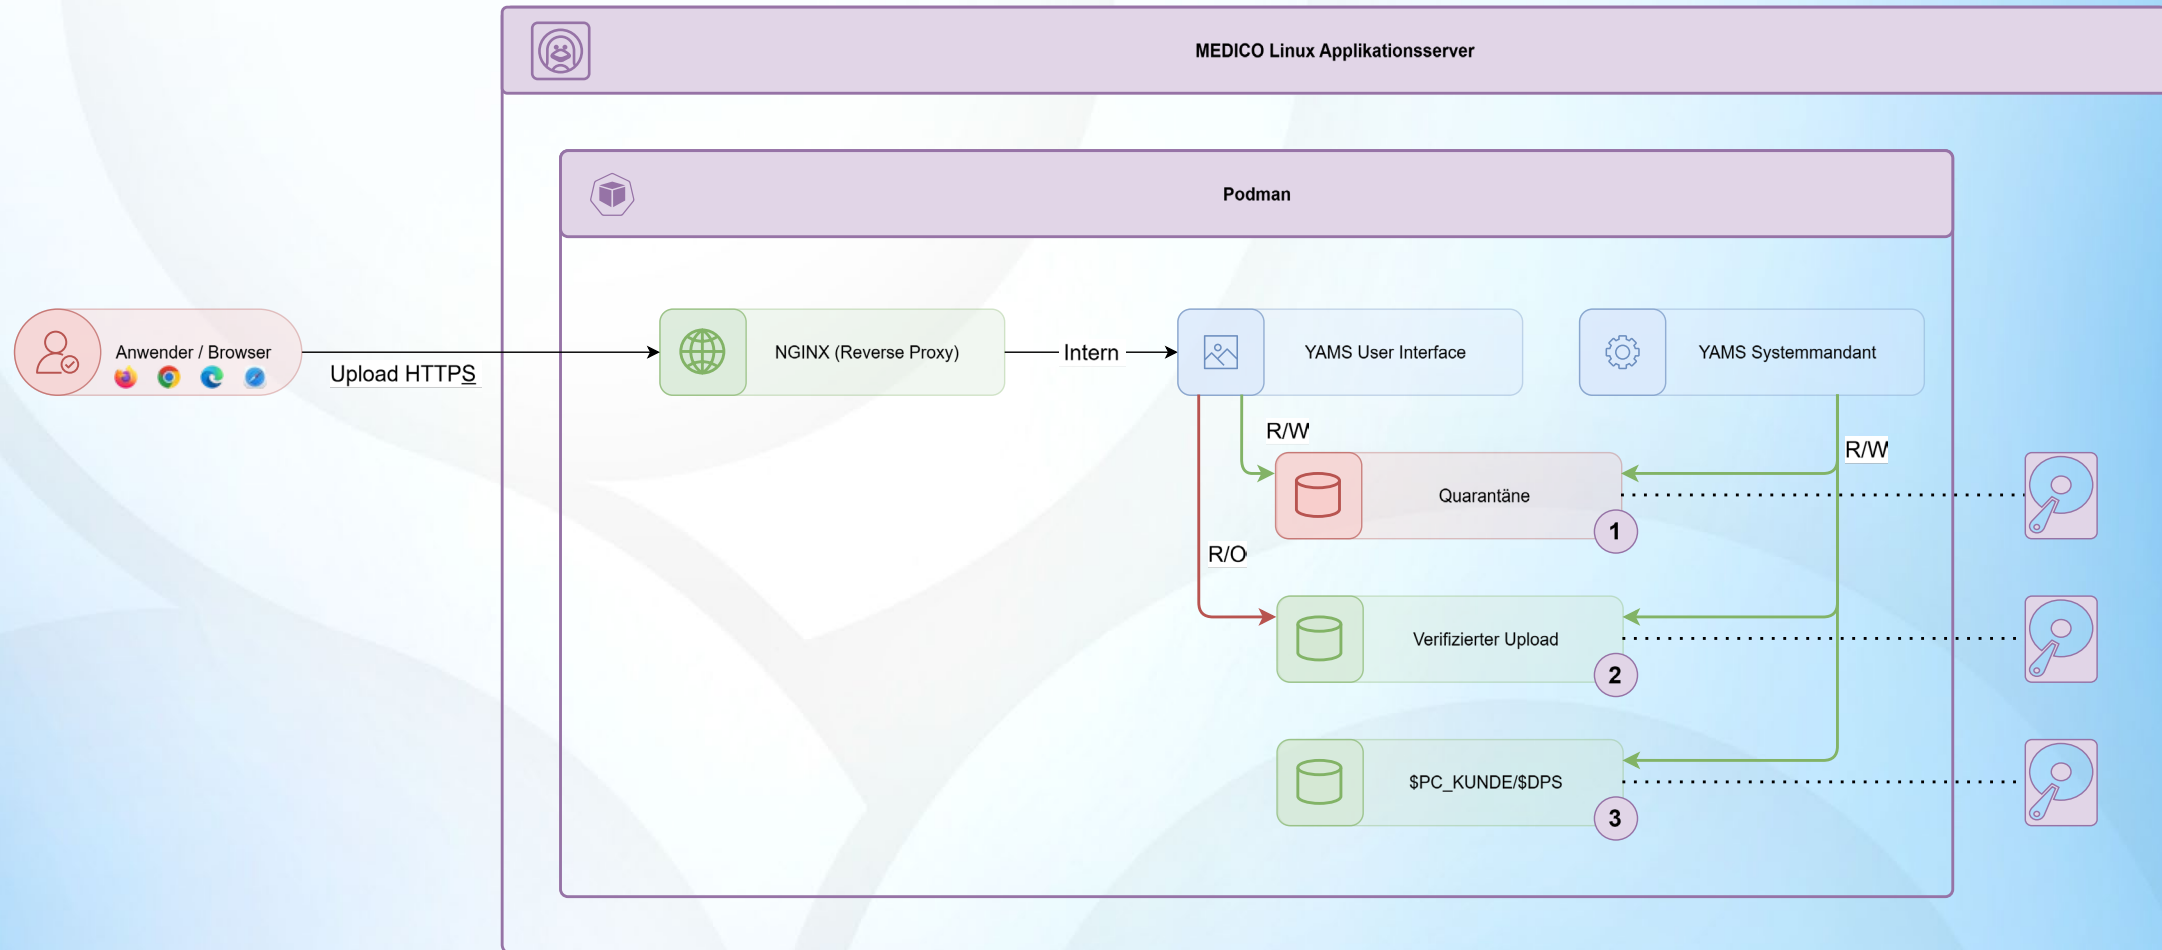 MEDICO Linux Applikationsserver
Podman
Anwender / Browser
Upload HTTPS
NGINX (Reverse Proxy)
Intern
YAMS User Interface
YAMS Systemmandant
R/W
R/W
Quarantäne
1
R/O
Verifizierter Upload
2
$PC_KUNDE/$DPS
3